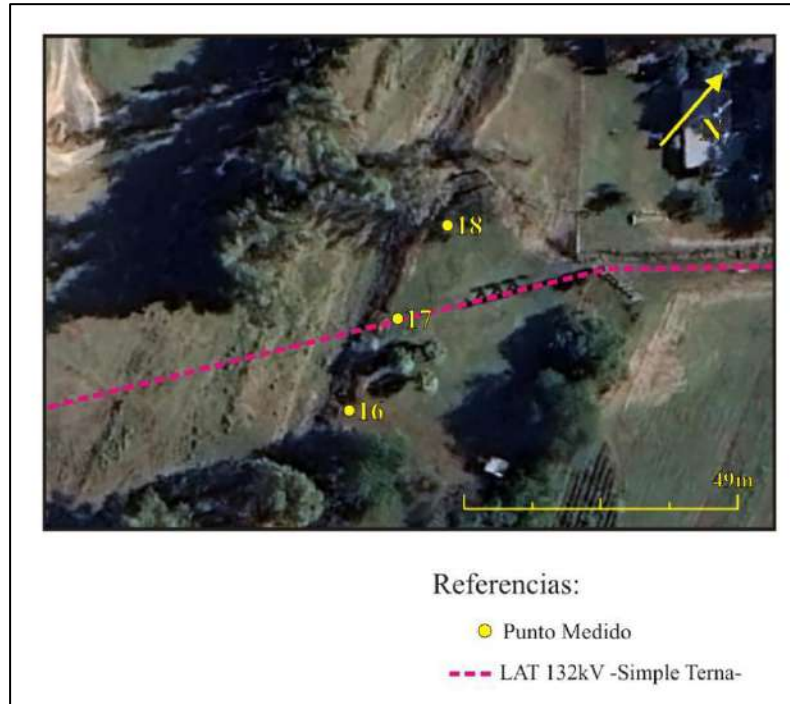 18
17
16
49m
Referencias:
Punto Medido
LAT 132kV -Simple Terna-